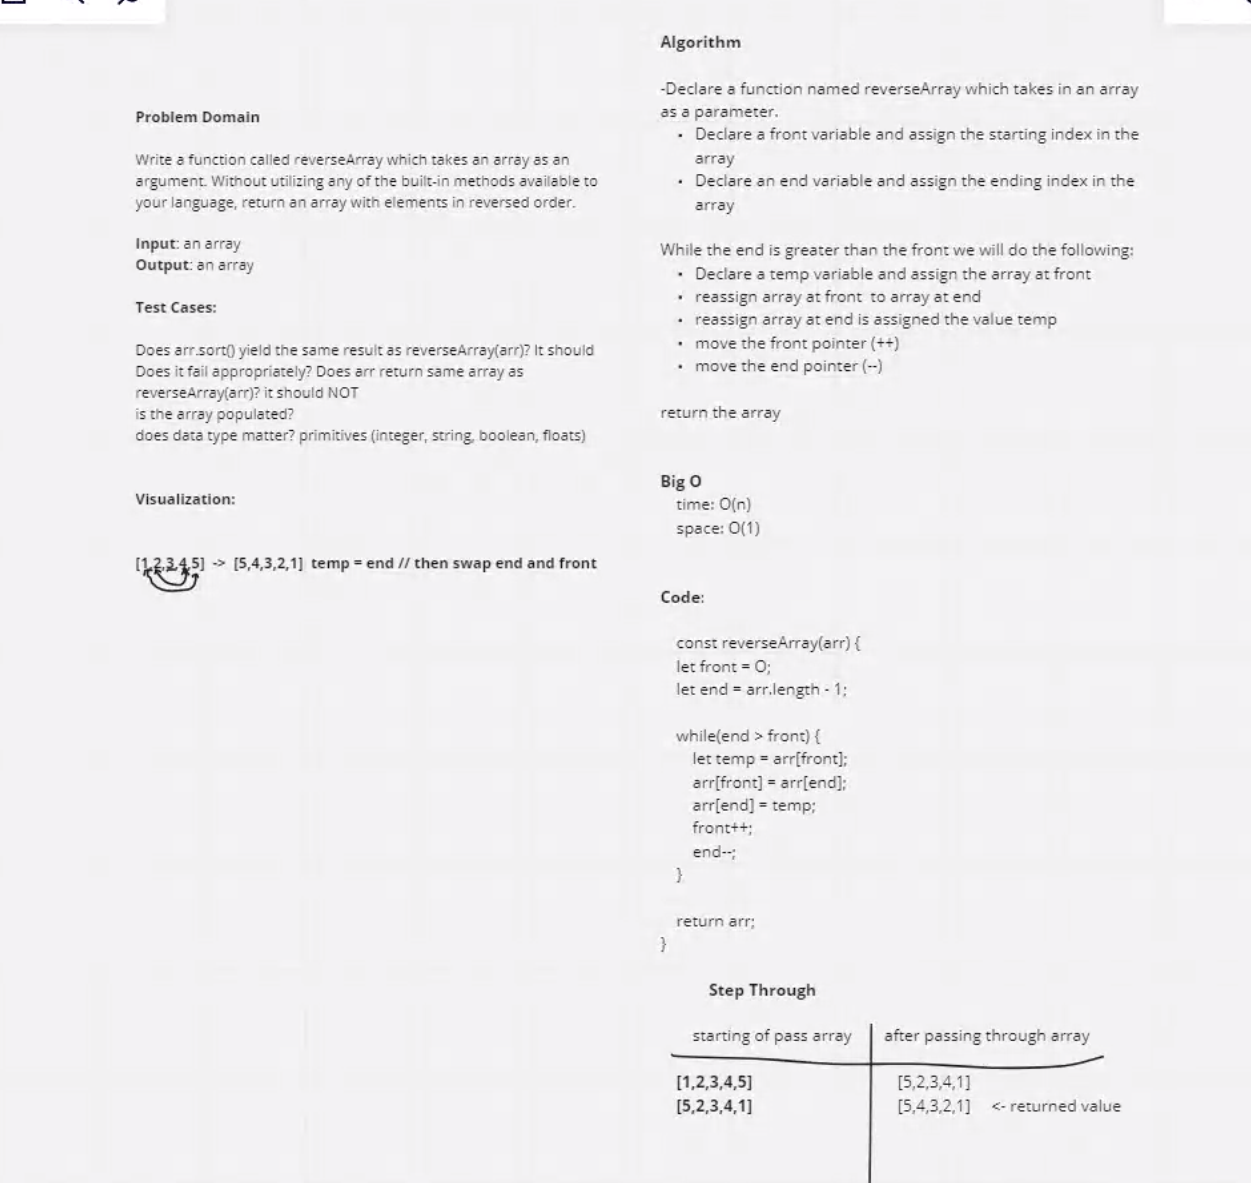 Problem Domain
Write a function called reverseArray which takes an array as an
argument. Without utilizing any of the built-in methods available to
your language, return an array with elements in reversed order.
Input: an array
Output: an array
Test Cases:
Does arr.sort() yield the same result as reverseArray(arr)? It should
Does it fail appropriately? Does arr return same array as
reverseArray(arr)? it should NOT
is the array populated?
does data type matter? primitives (integer, string, boolean, floats)
Visualization:
[1,2,3,4,5] -> [5,4,3,2,1] temp = end // then swap end and front
Algorithm
-Declare a function named reverseArray which takes in an array
as a parameter.
• Declare a front variable and assign the starting index in the
array
• Declare an end variable and assign the ending index in the
array
While the end is greater than the front we will do the following:
• Declare a temp variable and assign the array at front
• reassign array at front to array at end
• reassign array at end is assigned the value temp
• move the front pointer (++)
• move the end pointer (--)
return the array
Big O
time: O(n)
space: O(1)
Code:
const reverseArray(arr) {
let front = O;
let end = arr.length - 1;
while(end > front) {
let temp = arr[front];
arr[front] = arr[end];
arr[end] = temp;
front++;
end--;
}
return arr;
}
Step Through
starting of pass array after passing through array
[1,2,3,4,5] [5,2,3,4,1]
[5,2,3,4,1] [5,4,3,2,1] <- returned value